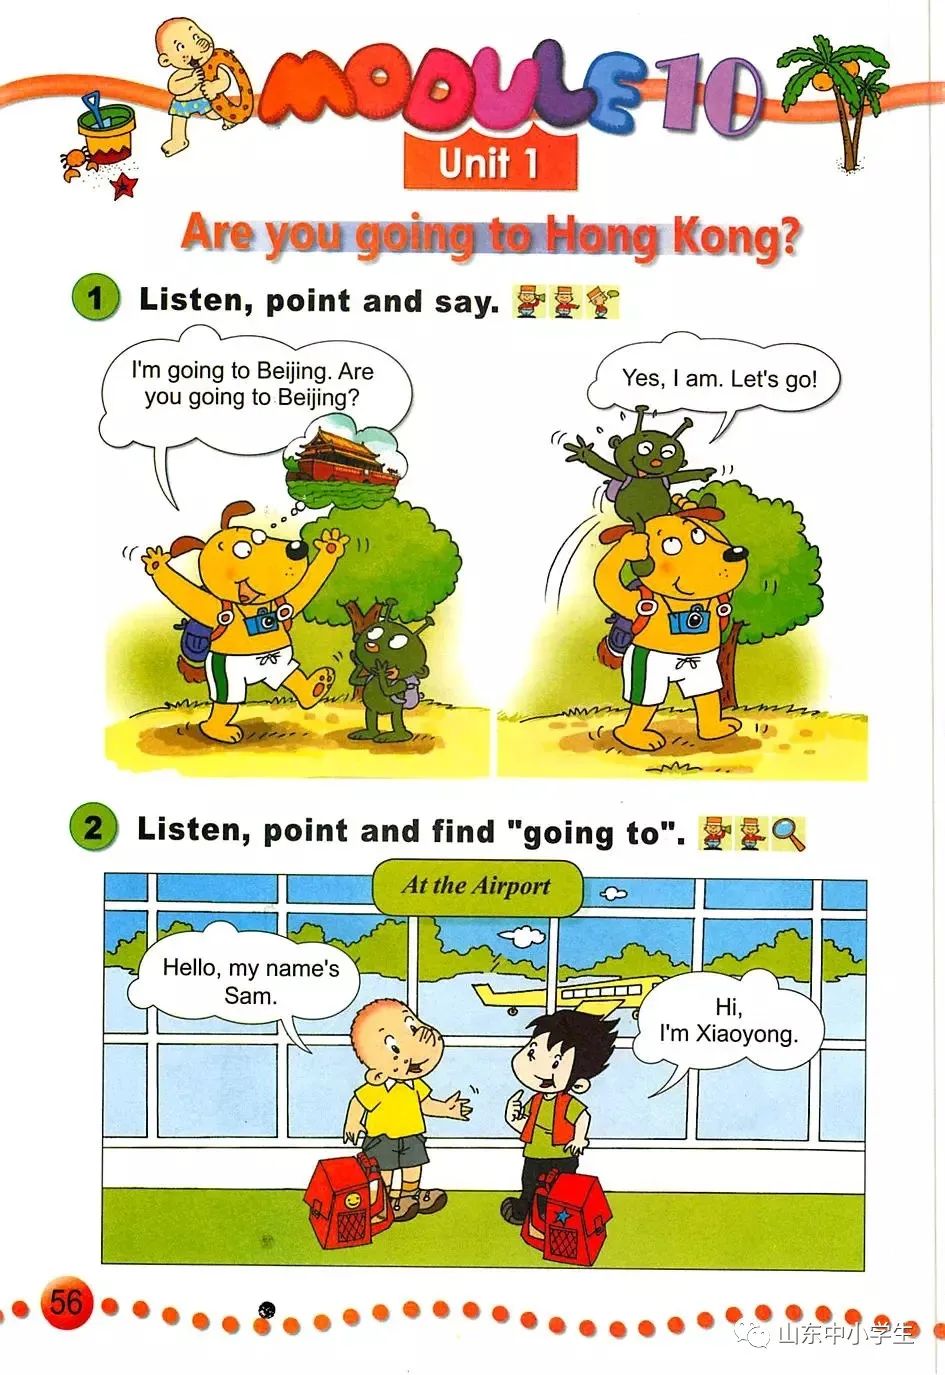 MODULE 10
Unit 1
Are you going to Hong Kong?
1 Listen, point and say.
I'm going to Beijing. Are
you going to Beijing?
Yes, I am. Let's go!
2 Listen, point and find "going to".
At the Airport
Hello, my name's
Sam.
Hi,
I'm Xiaoyong.
56
山东中小学生